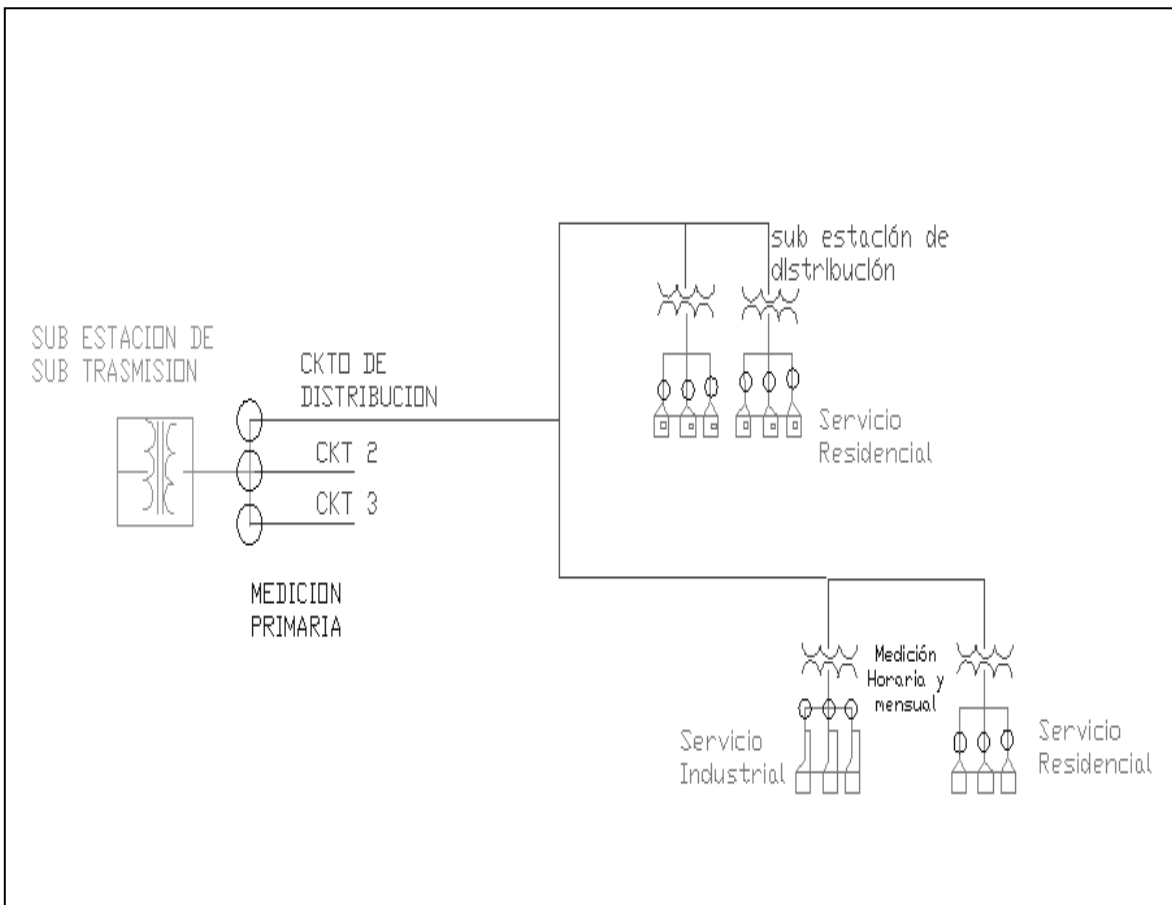 sub estación de
distribución
SUB ESTACION DE
SUB TRASMISION
CKTO DE
DISTRIBUCION
CKT 2
CKT 3
Servicio
Residencial
MEDICION
PRIMARIA
Medición
Horaria y
mensual
Servicio
Industrial
Servicio
Residencial